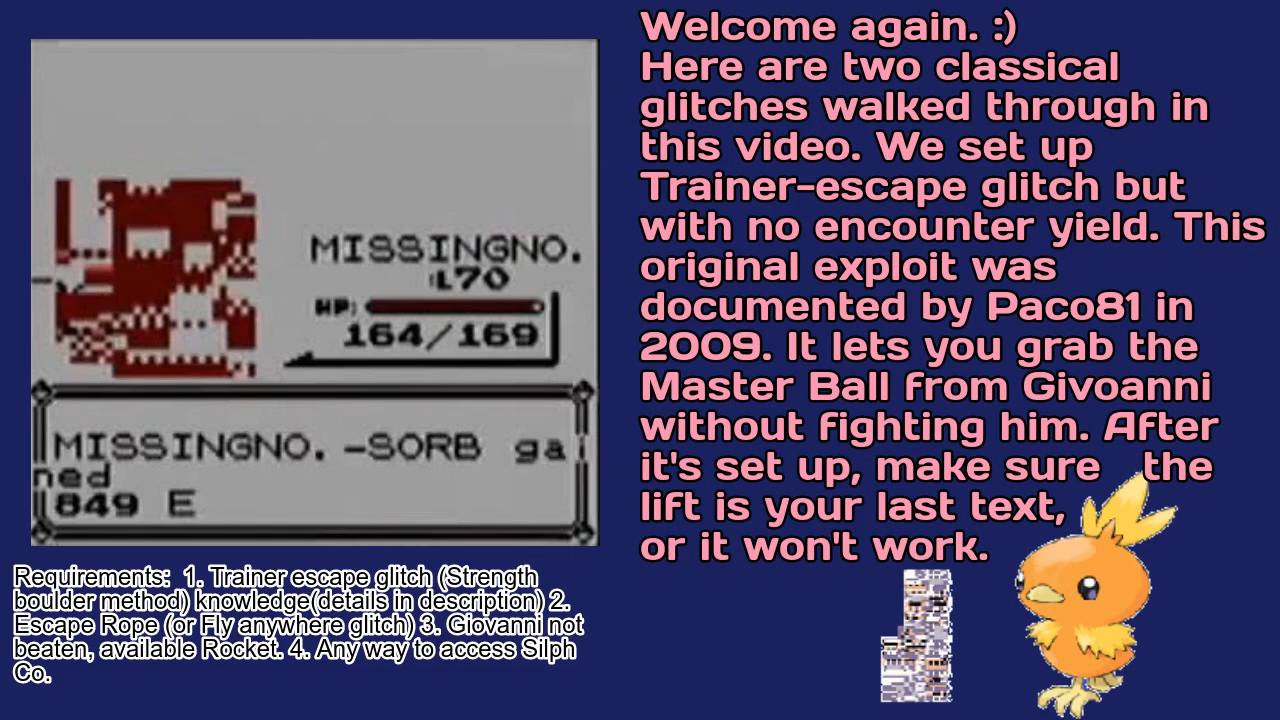 Welcome again. :)
Here are two classical
glitches walked through in
this video. We set up
Trainer-escape glitch but
with no encounter yield. This
original exploit was
documented by Paco81 in
2009. It lets you grab the
Master Ball from Givoanni
without fighting him. After
it's set up, make sure the
lift is your last text,
or it won't work.
MISSINGNO.
:L70
HP:
164/169
MISSINGNO.-SORB gai
ned
849 E
Requirements: 1. Trainer escape glitch (Strength
boulder method) knowledge(details in description) 2.
Escape Rope (or Fly anywhere glitch) 3. Giovanni not
beaten, available Rocket. 4. Any way to access Silph
Co.